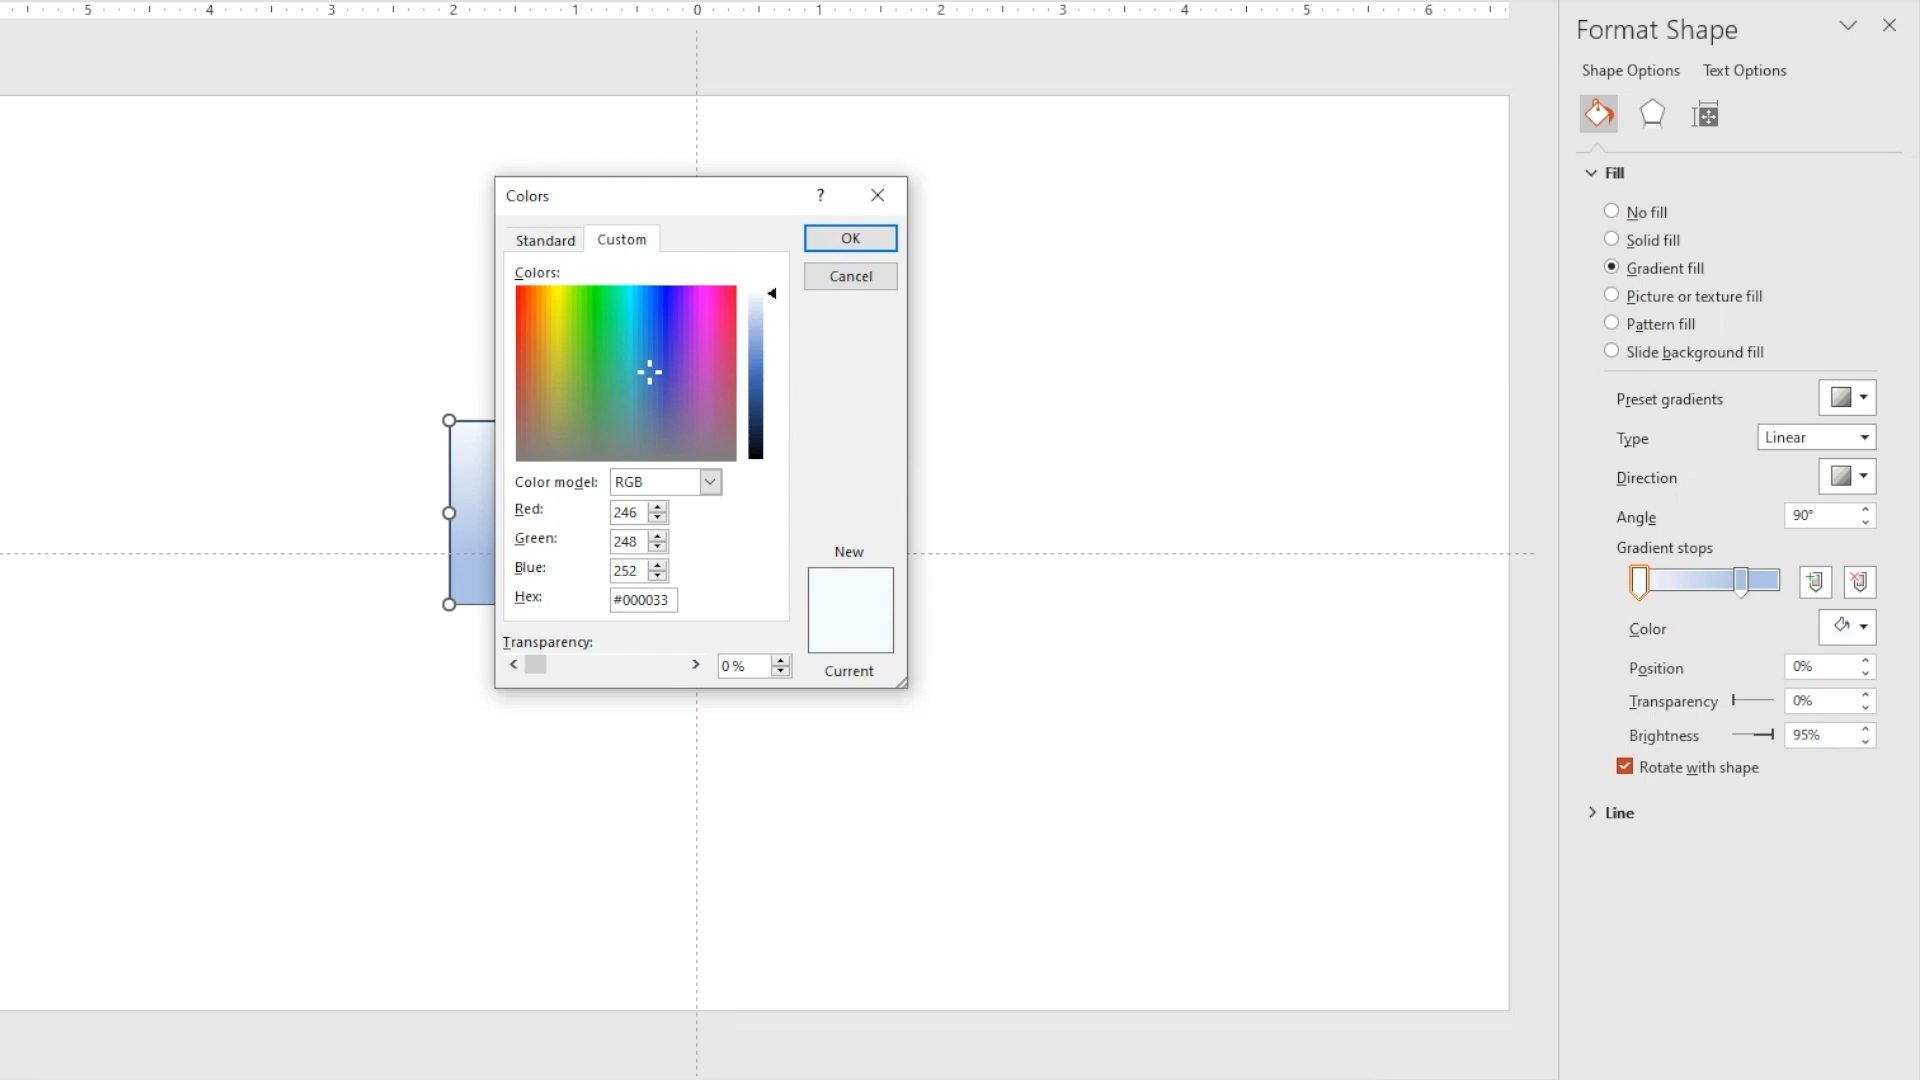 5 4 3 2 1 0 1 2 3 4 5 6
Format Shape
Shape Options Text Options
Fill
No fill
Solid fill
Gradient fill
Picture or texture fill
Pattern fill
Slide background fill
Preset gradients
Type Linear
Direction
Angle 90°
Gradient stops
Color
Position 0%
Transparency 0%
Brightness 95%
Rotate with shape
Line
Colors ?
Standard Custom
OK
Cancel
Colors:
Color model: RGB
Red: 246
Green: 248
Blue: 252
Hex: #000033
Transparency:
0 %
New
Current